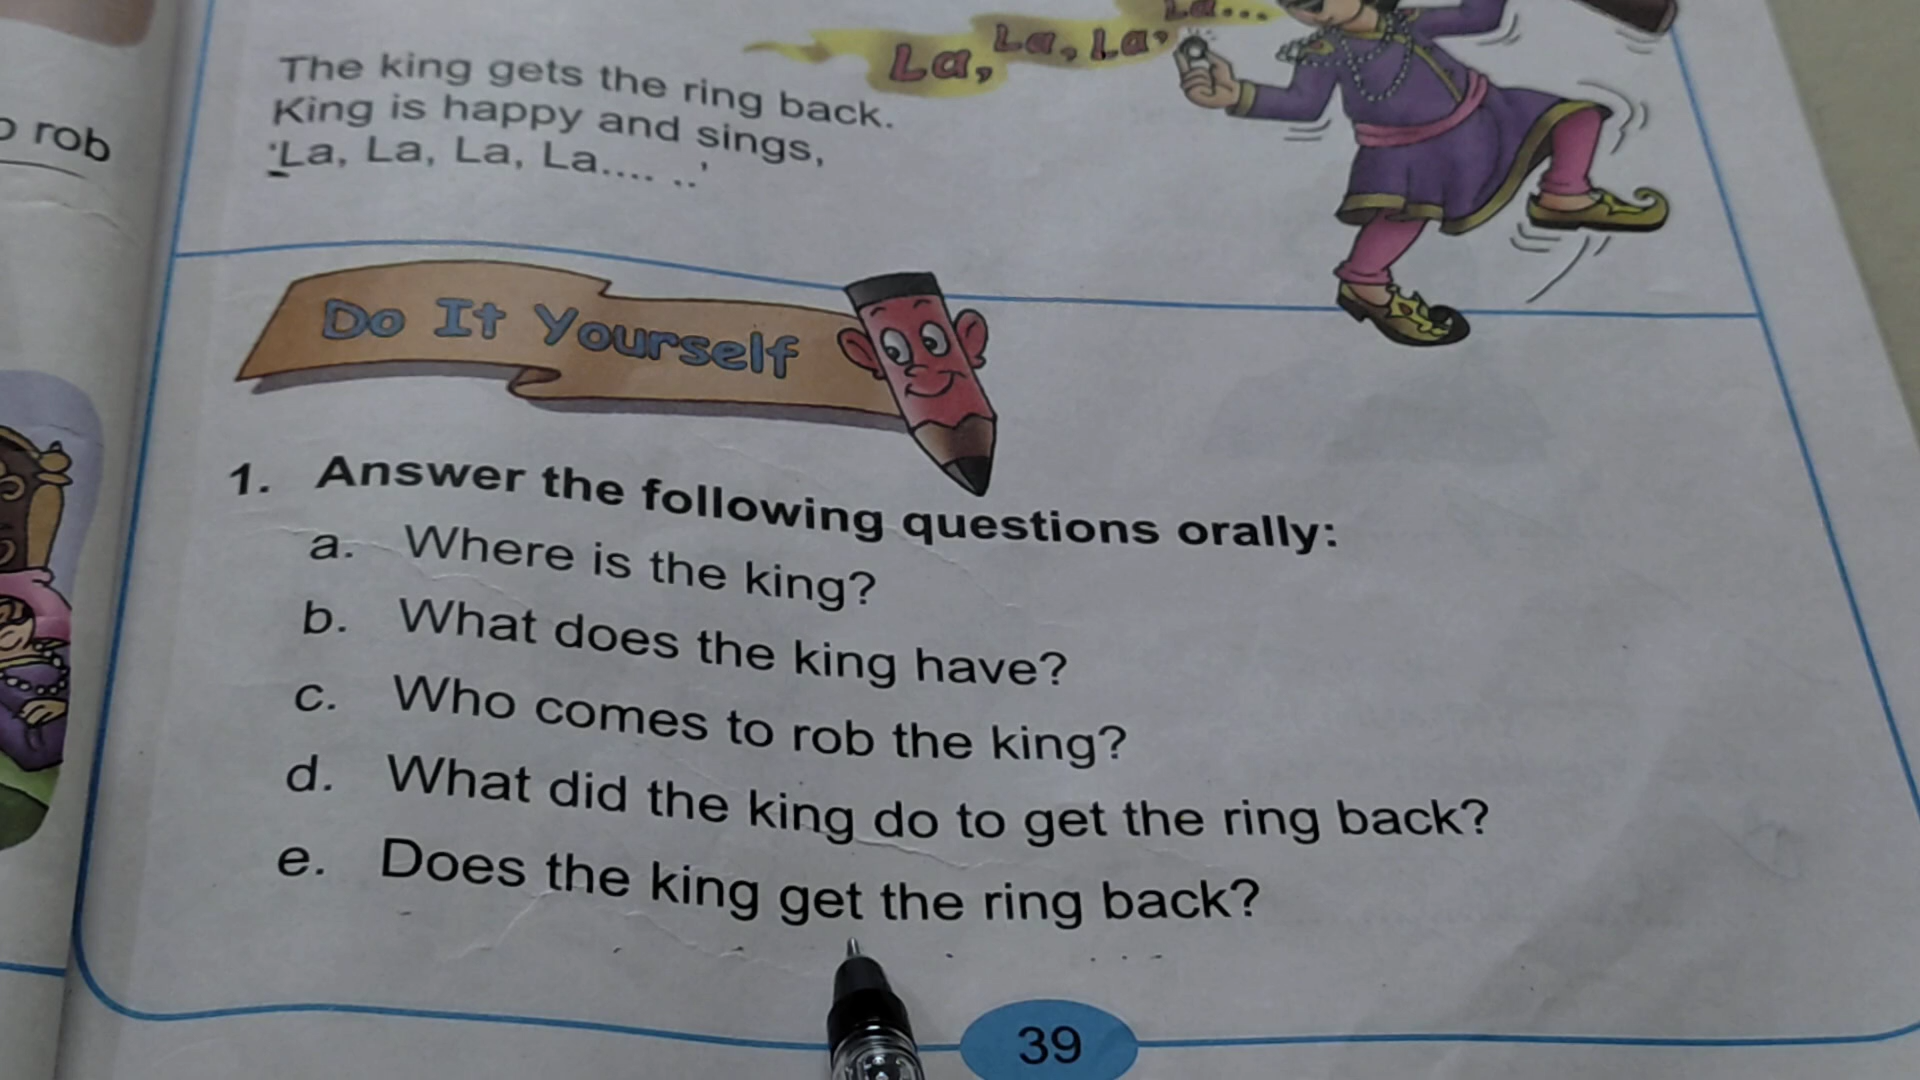 La, La, La, La...
The king gets the ring back.
King is happy and sings,
'La, La, La, La.... ..'
rob
Do It Yourself
1. Answer the following questions orally:
a. Where is the king?
b. What does the king have?
c. Who comes to rob the king?
d. What did the king do to get the ring back?
e. Does the king get the ring back?
39